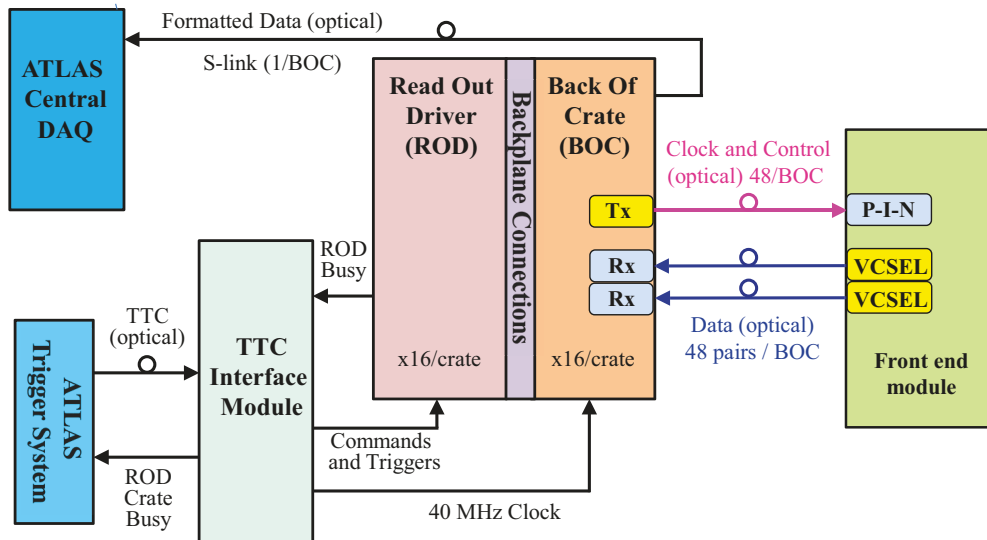 Formatted Data (optical)
S-link (1/BOC)
ATLAS
Central
DAQ
Read Out
Driver
(ROD)
Backplane Connections
Back Of
Crate
(BOC)
Clock and Control
(optical) 48/BOC
Tx
P-I-N
Rx
VCSEL
Rx
VCSEL
Data (optical)
48 pairs / BOC
Front end
module
ROD
Busy
x16/crate
x16/crate
TTC
(optical)
TTC
Interface
Module
ATLAS
Trigger System
Commands
and Triggers
ROD
Crate
Busy
40 MHz Clock